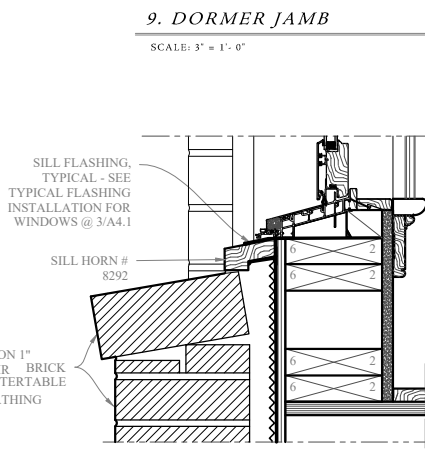 9. DORMER JAMB
SCALE: 3" = 1'- 0"
SILL FLASHING,
TYPICAL - SEE
TYPICAL FLASHING
INSTALLATION FOR
WINDOWS @ 3/A4.1
SILL HORN #
8292
6 2
6 2
6 2
6 2
ON 1"
R BRICK
TERTABLE
THING